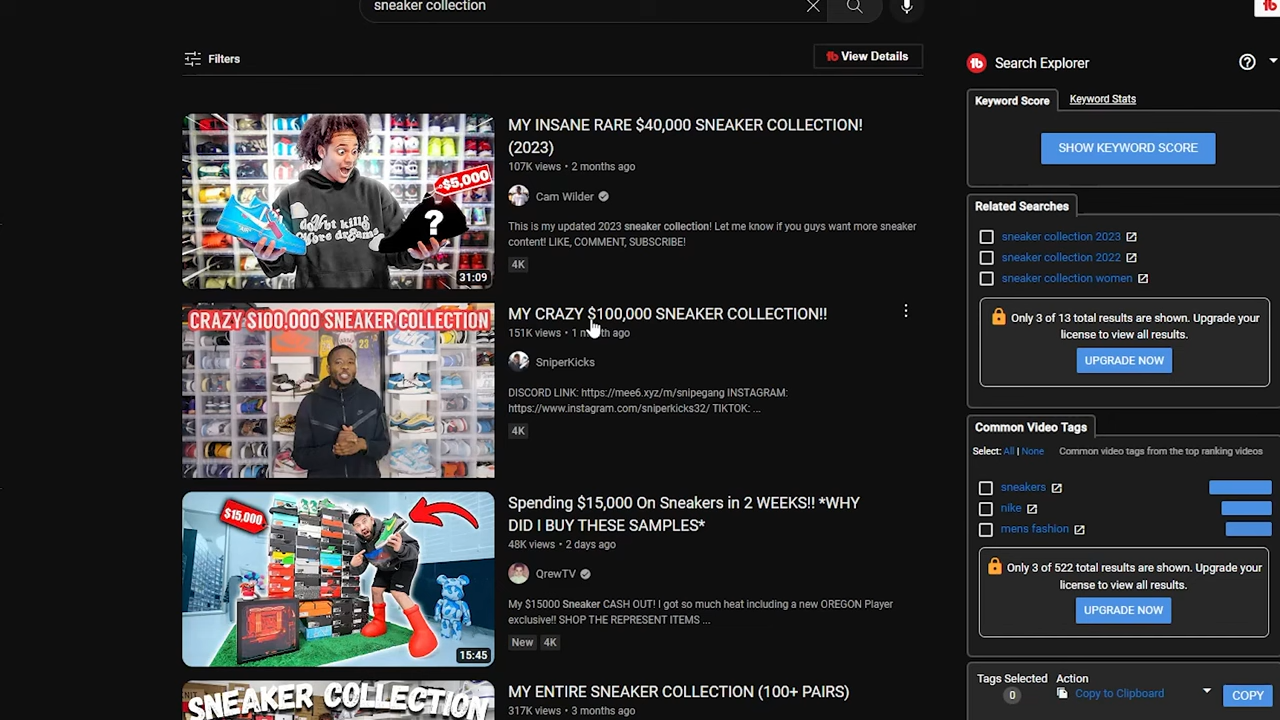 sneaker collection
Filters
View Details
MY INSANE RARE $40,000 SNEAKER COLLECTION!
(2023)
107K views • 2 months ago
Cam Wilder
This is my updated 2023 sneaker collection! Let me know if you guys want more sneaker
content! LIKE, COMMENT, SUBSCRIBE!
4K
$5,000
?
31:09
MY CRAZY $100,000 SNEAKER COLLECTION!!
151K views • 1 month ago
SniperKicks
DISCORD LINK: https://mee6.xyz/m/snipegang INSTAGRAM:
https://www.instagram.com/sniperkicks32/ TIKTOK: ...
4K
CRAZY $100,000 SNEAKER COLLECTION
23
Spending $15,000 On Sneakers in 2 WEEKS!! *WHY
DID I BUY THESE SAMPLES*
48K views • 2 days ago
QrewTV
My $15000 Sneaker CASH OUT! I got so much heat including a new OREGON Player
exclusive!! SHOP THE REPRESENT ITEMS ...
New 4K
$15,000
15:45
MY ENTIRE SNEAKER COLLECTION (100+ PAIRS)
317K views • 3 months ago
SNEAKER COLLECTION
tb
Search Explorer
Keyword Score Keyword Stats
SHOW KEYWORD SCORE
Related Searches
sneaker collection 2023
sneaker collection 2022
sneaker collection women
Only 3 of 13 total results are shown. Upgrade your
license to view all results.
UPGRADE NOW
Common Video Tags
Select: All | None Common video tags from the top ranking videos
sneakers
nike
mens fashion
Only 3 of 522 total results are shown. Upgrade your
license to view all results.
UPGRADE NOW
Tags Selected Action
0 Copy to Clipboard COPY